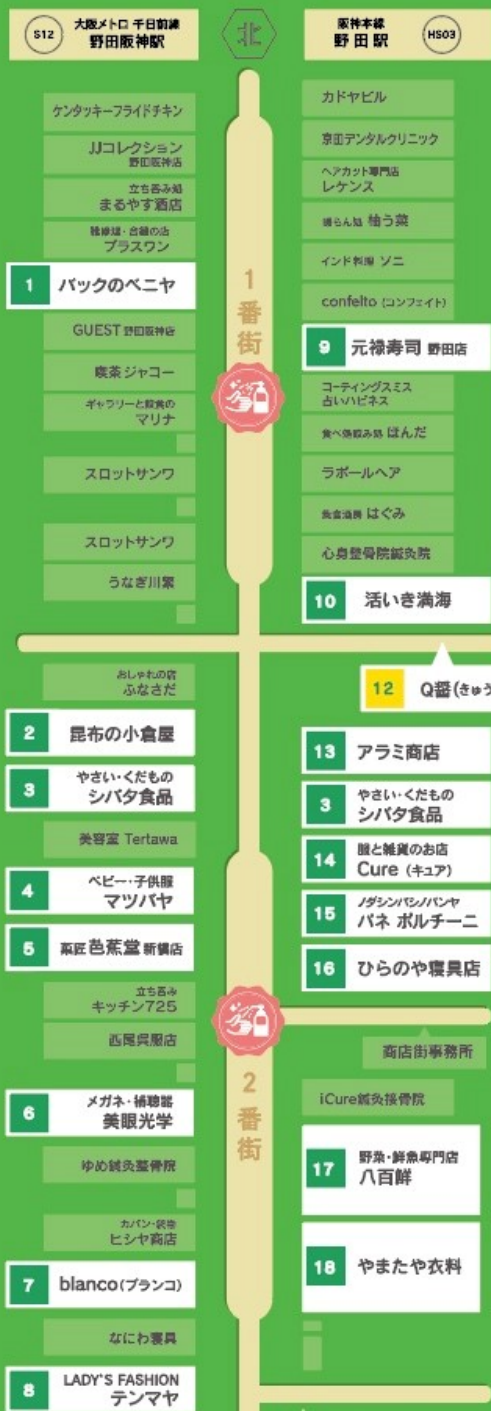 S12
大阪メトロ 千日前線
野田阪神駅
北
阪神本線
野田駅
HS03
ケンタッキーフライドチキン
JJコレクション
野田阪神店
立ち呑み処
まるやす酒店
プラスワン
1 バックのベニヤ
GUEST 野田阪神店
喫茶 ジャコー
ギャラリーと軽食の
マリナ
スロットサンワ
スロットサンワ
うなぎ川繁
1番街
カドヤビル
京田デンタルクリニック
ヘアカット専門店
レケンス
柚う菜
インド料理 ソニ
confelto (コンフェイト)
9 元禄寿司 野田店
コーティングスミス
占いハピネス
食べ処飲み処 ほんだ
ラポールヘア
はぐみ
心身整骨院鍼灸院
10 活いき満海
12 Q番(きゅう
おしゃれの店
ふなさだ
2 昆布の小倉屋
3 やさい・くだもの
シバタ食品
美容室 Tertawa
4 ベビー・子供服
マツバヤ
5 菓匠 芭蕉堂 新橋店
立ち呑み
キッチン725
西尾呉服店
6 メガネ・補聴器
美眼光学
ゆめ鍼灸整骨院
カバン・袋物
ヒシヤ商店
7 blanco(ブランコ)
なにわ寝具
8 LADY'S FASHION
テンマヤ
2番街
13 アラミ商店
3 やさい・くだもの
シバタ食品
14 服と雑貨のお店
Cure (キュア)
15 ノダシンバシノパンヤ
パネ ポルチーニ
16 ひらのや寝具店
商店街事務所
iCure鍼灸接骨院
17 野菜・鮮魚専門店
八百鮮
18 やまたや衣料